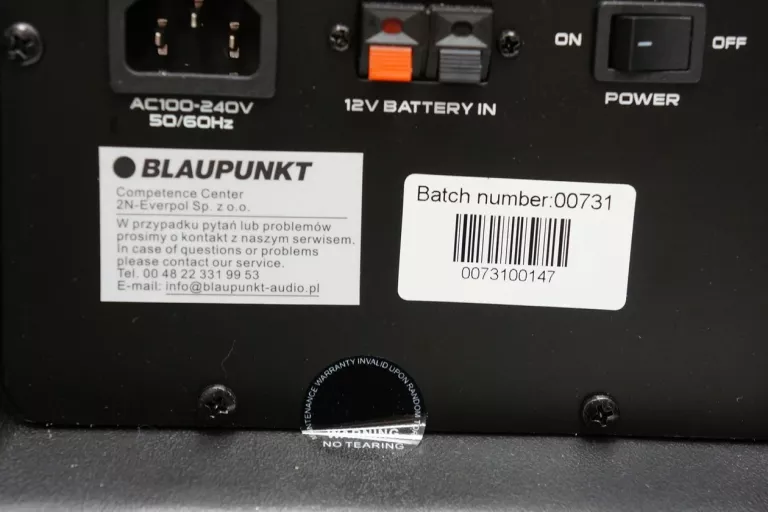 AC100-240V
50/60Hz
12V BATTERY IN
ON
OFF
POWER
BLAUPUNKT
Competence Center
2N-Everpol Sp. z o.o.
W przypadku pytań lub problemów
prosimy o kontakt z naszym serwisem.
In case of questions or problems
please contact our service.
Tel. 00 48 22 331 99 53
E-mail: info@blaupunkt-audio.pl
Batch number:00731
0073100147
WARRANTY INVALID UPON RANDOM
WARNING
NO TEARING